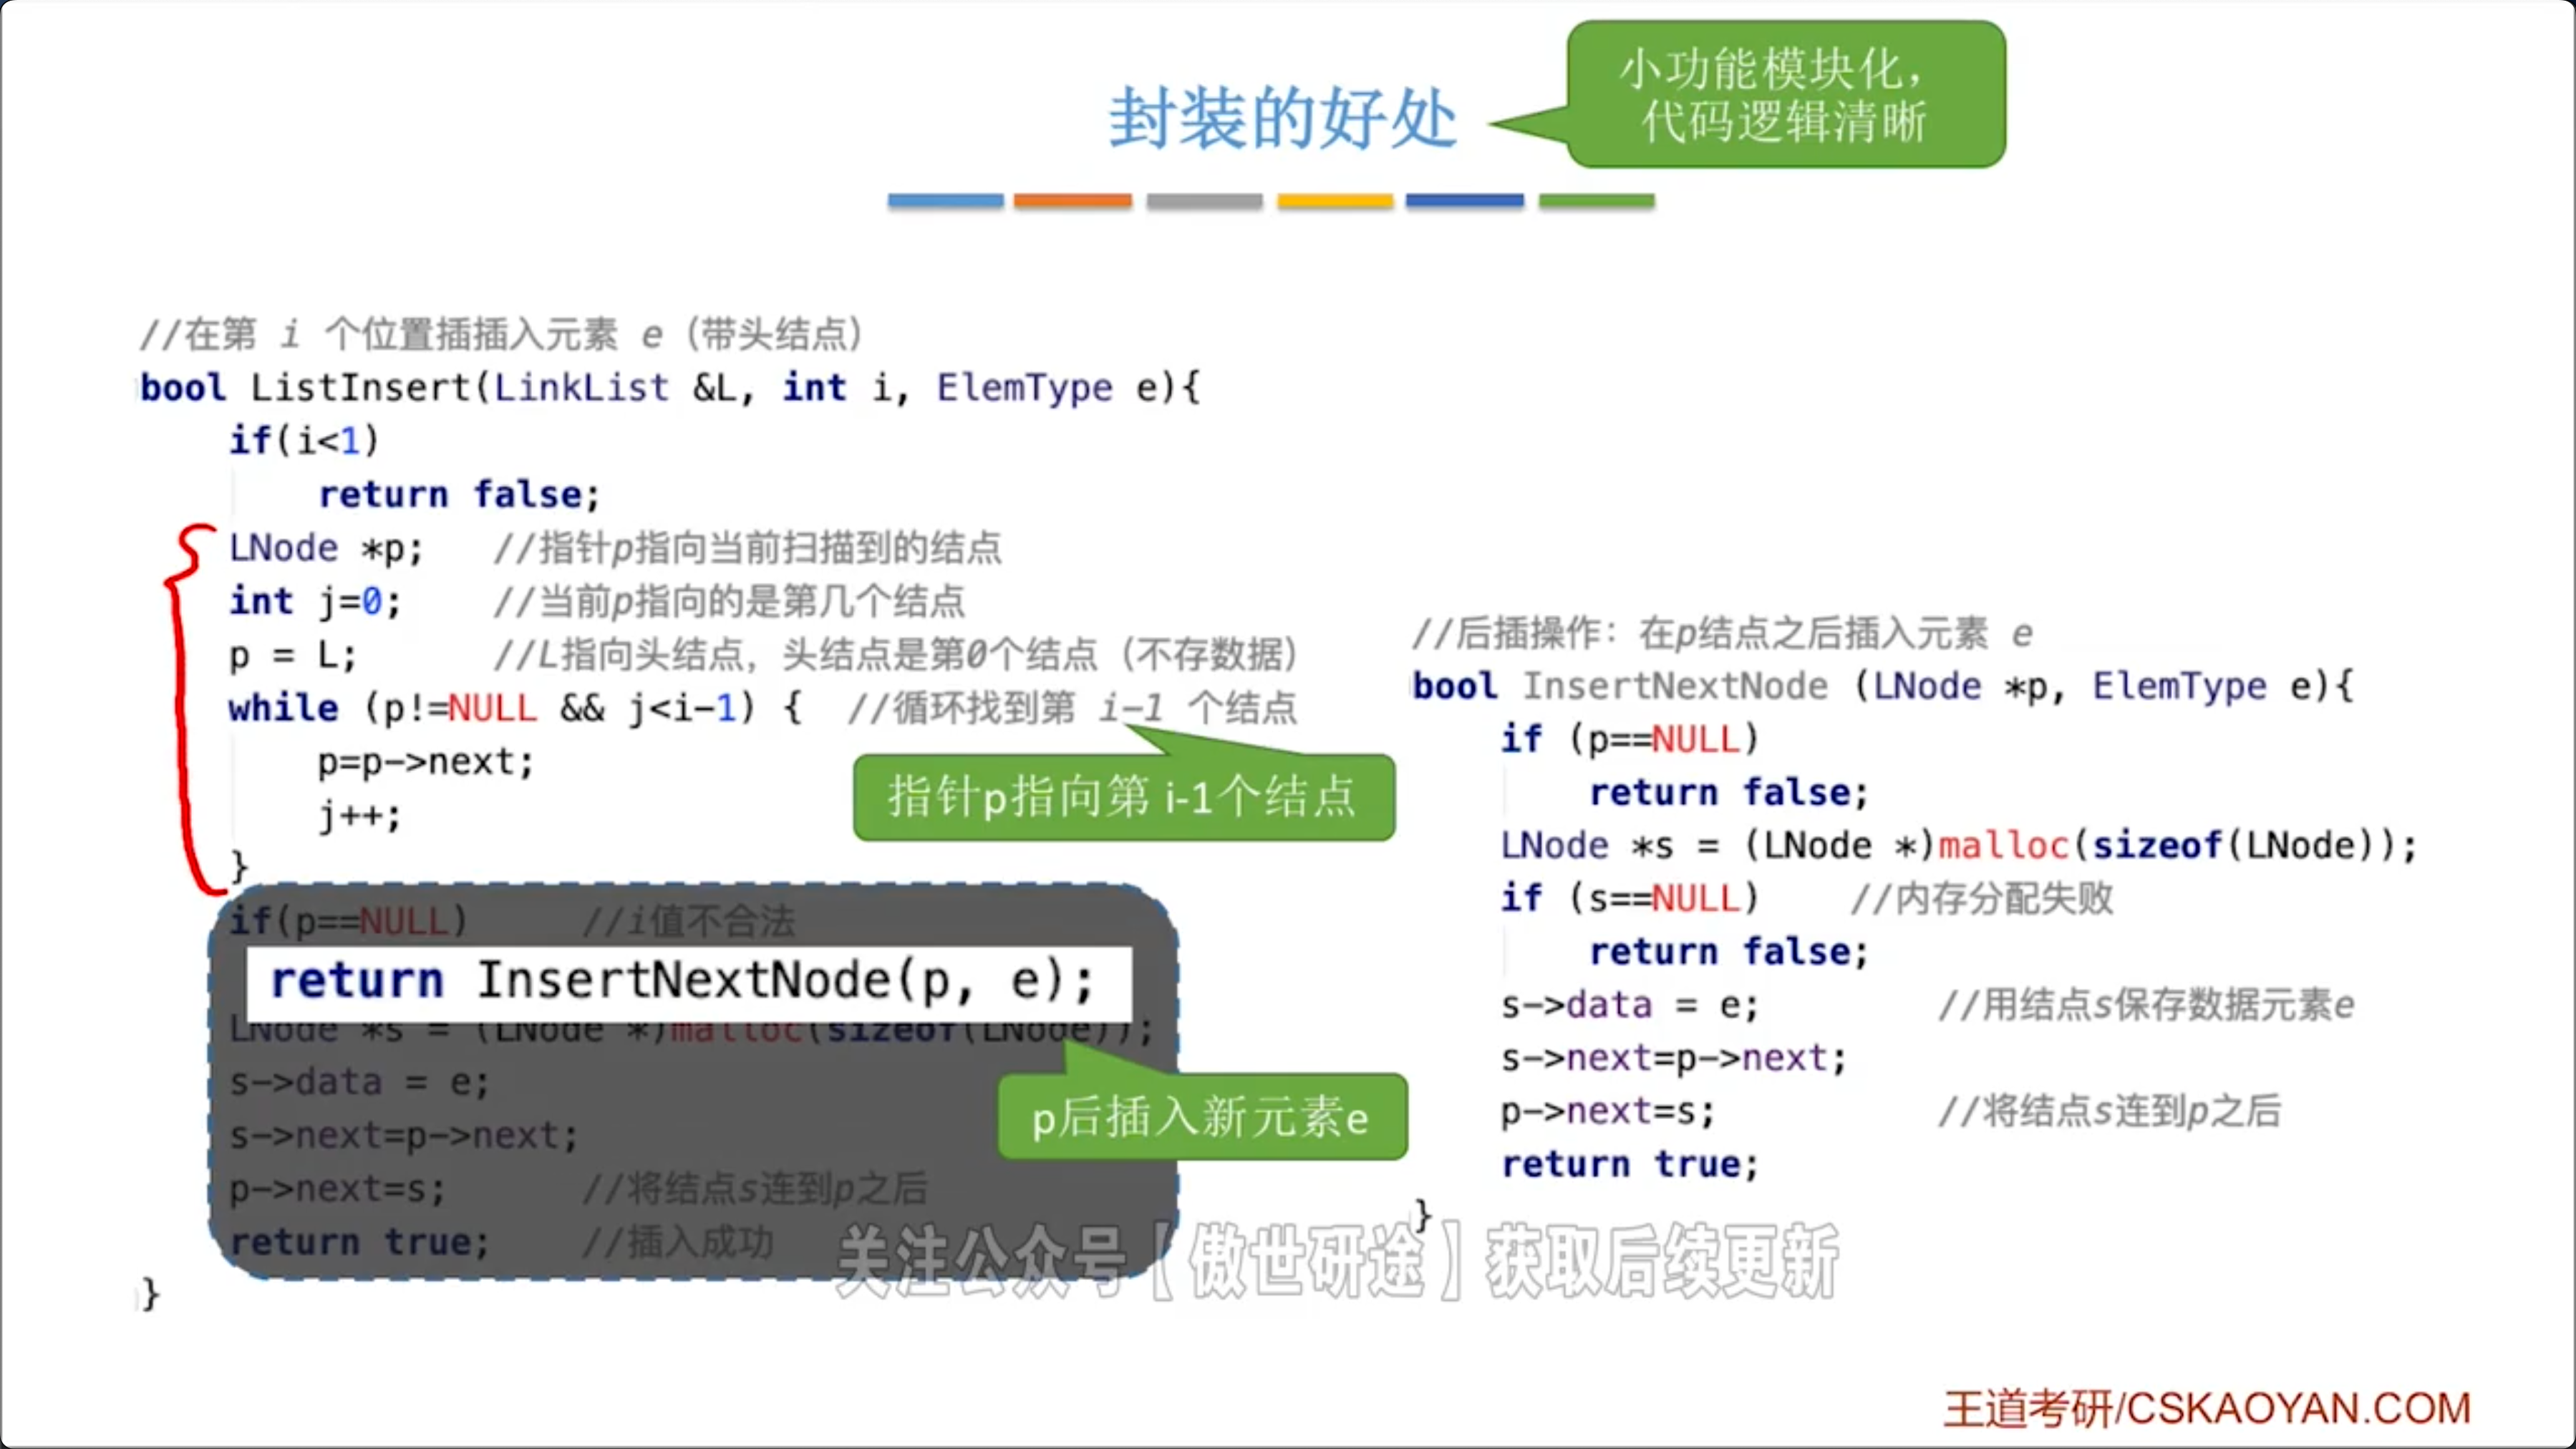 封装的好处
小功能模块化，
代码逻辑清晰
//在第 i 个位置插插入元素 e（带头结点）
bool ListInsert(LinkList &L, int i, ElemType e){
if(i<1)
return false;
LNode *p; //指针p指向当前扫描到的结点
int j=0; //当前p指向的是第几个结点
p = L; //L指向头结点，头结点是第0个结点（不存数据）
while (p!=NULL && j<i-1) { //循环找到第 i-1 个结点
p=p->next;
j++;
}
指针p指向第 i-1个结点
if(p==NULL) //i值不合法
return InsertNextNode(p, e);
LNode *s = (LNode *)malloc(sizeof(LNode));
s->data = e;
s->next=p->next;
p->next=s; //将结点s连到p之后
return true; //插入成功
}
p后插入新元素e
//后插操作：在p结点之后插入元素 e
bool InsertNextNode (LNode *p, ElemType e){
if (p==NULL)
return false;
LNode *s = (LNode *)malloc(sizeof(LNode));
if (s==NULL) //内存分配失败
return false;
s->data = e; //用结点s保存数据元素e
s->next=p->next;
p->next=s; //将结点s连到p之后
return true;
}
关注公众号【傲世研途】获取后续更新
王道考研/CSKAOYAN.COM